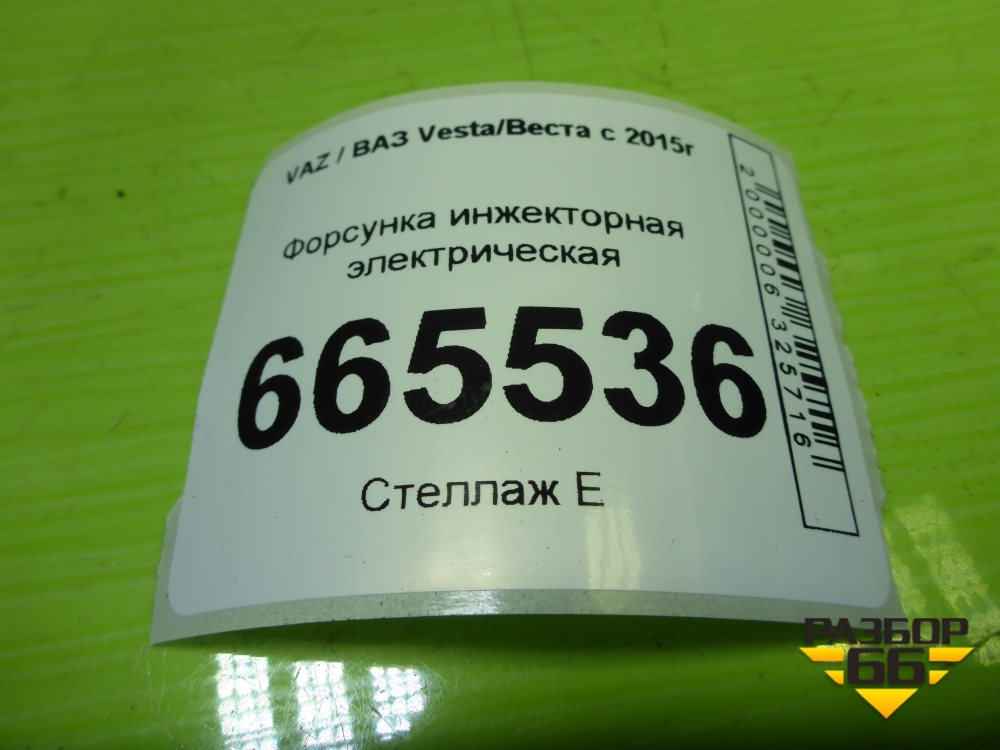 VAZ / ВАЗ Vesta/Веста с 2015г
Форсунка инжекторная
электрическая
665536
Стеллаж Е
2000006325716
РАЗБОР
66